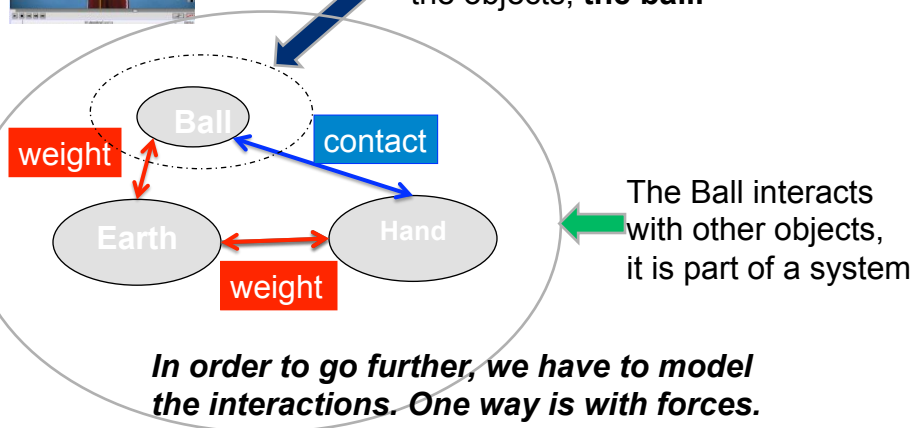 the objects, the ball
Ball
contact
weight
Earth
Hand
weight
The Ball interacts
with other objects,
it is part of a system
In order to go further, we have to model
the interactions. One way is with forces.